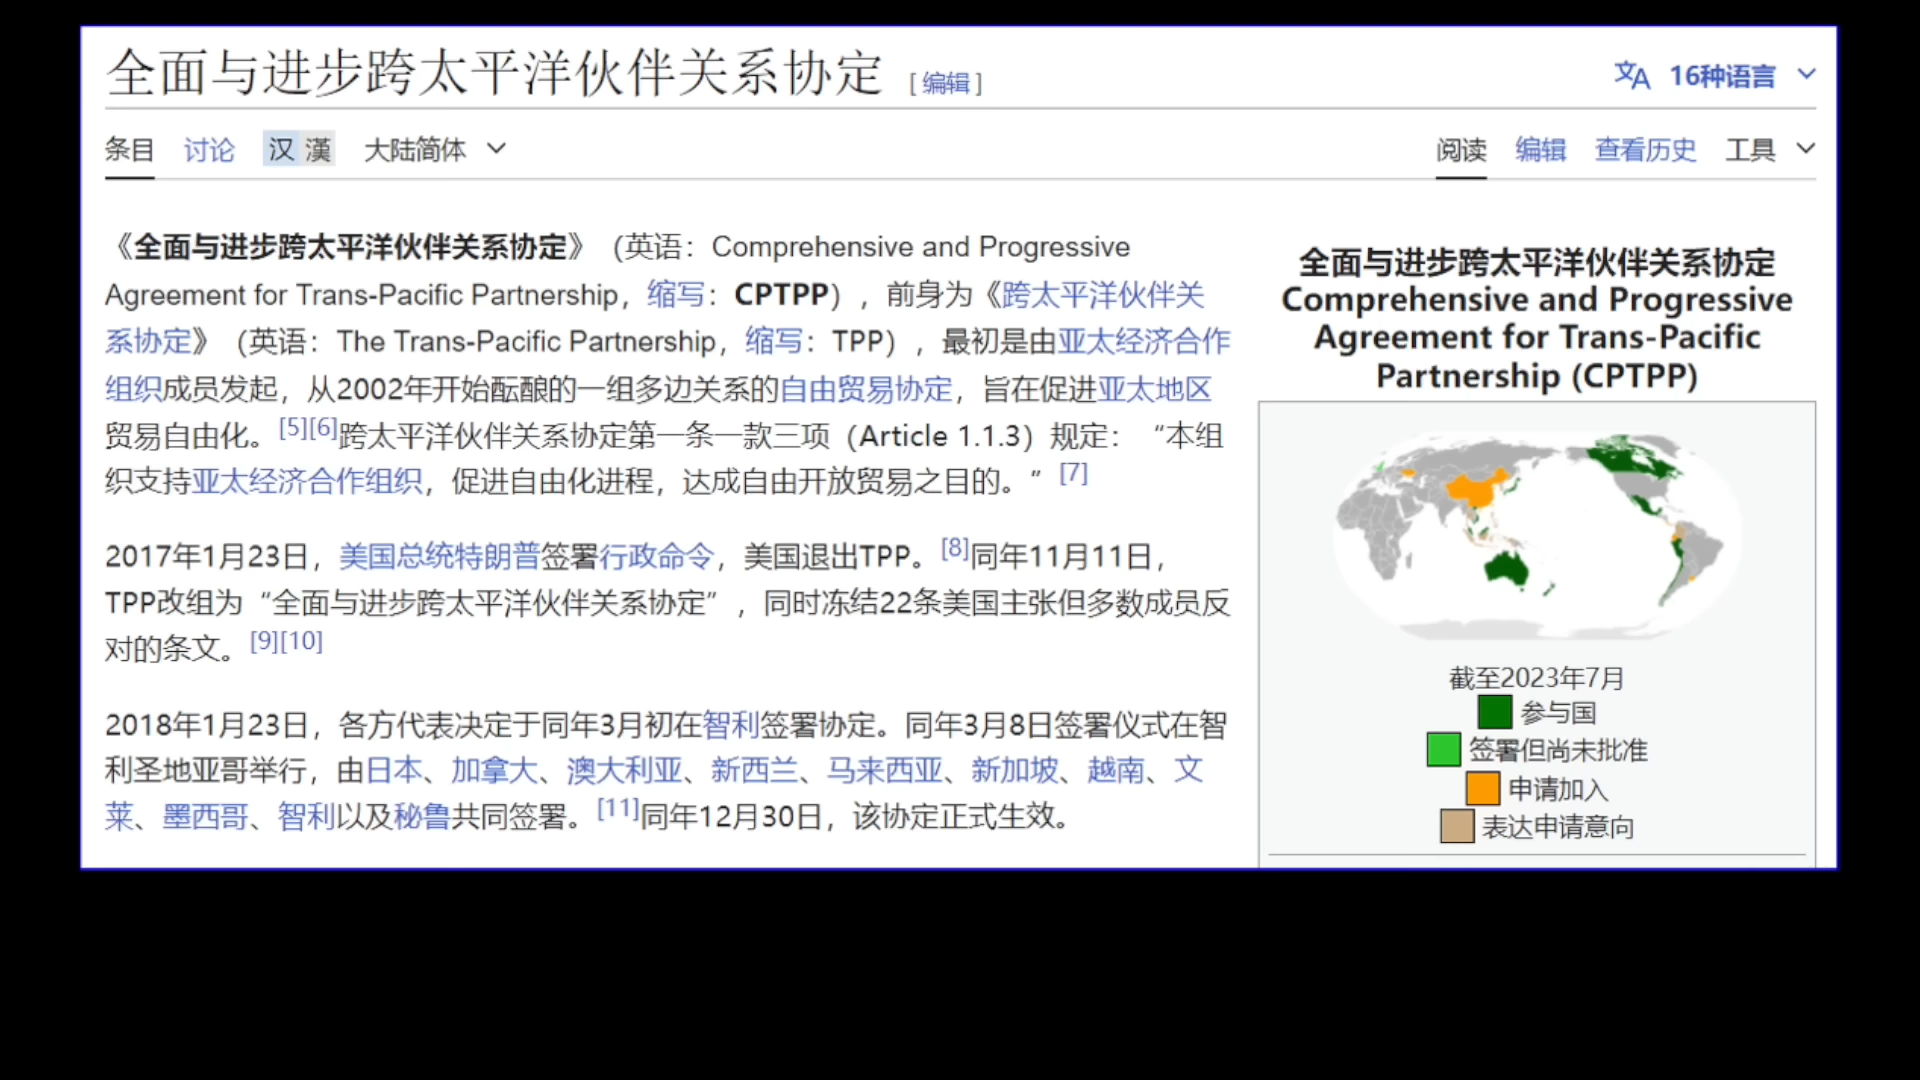 全面与进步跨太平洋伙伴关系协定 [编辑]
文A 16种语言
条目 讨论 汉 漢 大陆简体
阅读 编辑 查看历史 工具
《全面与进步跨太平洋伙伴关系协定》（英语：Comprehensive and Progressive
Agreement for Trans-Pacific Partnership，缩写：CPTPP），前身为《跨太平洋伙伴关
系协定》（英语：The Trans-Pacific Partnership，缩写：TPP），最初是由亚太经济合作
组织成员发起，从2002年开始酝酿的一组多边关系的自由贸易协定，旨在促进亚太地区
贸易自由化。[5][6]跨太平洋伙伴关系协定第一条一款三项（Article 1.1.3）规定：“本组
织支持亚太经济合作组织，促进自由化进程，达成自由开放贸易之目的。”[7]
2017年1月23日，美国总统特朗普签署行政命令，美国退出TPP。[8]同年11月11日，
TPP改组为“全面与进步跨太平洋伙伴关系协定”，同时冻结22条美国主张但多数成员反
对的条文。[9][10]
2018年1月23日，各方代表决定于同年3月初在智利签署协定。同年3月8日签署仪式在智
利圣地亚哥举行，由日本、加拿大、澳大利亚、新西兰、马来西亚、新加坡、越南、文
莱、墨西哥、智利以及秘鲁共同签署。[11]同年12月30日，该协定正式生效。
全面与进步跨太平洋伙伴关系协定
Comprehensive and Progressive
Agreement for Trans-Pacific
Partnership (CPTPP)
截至2023年7月
参与国
签署但尚未批准
申请加入
表达申请意向